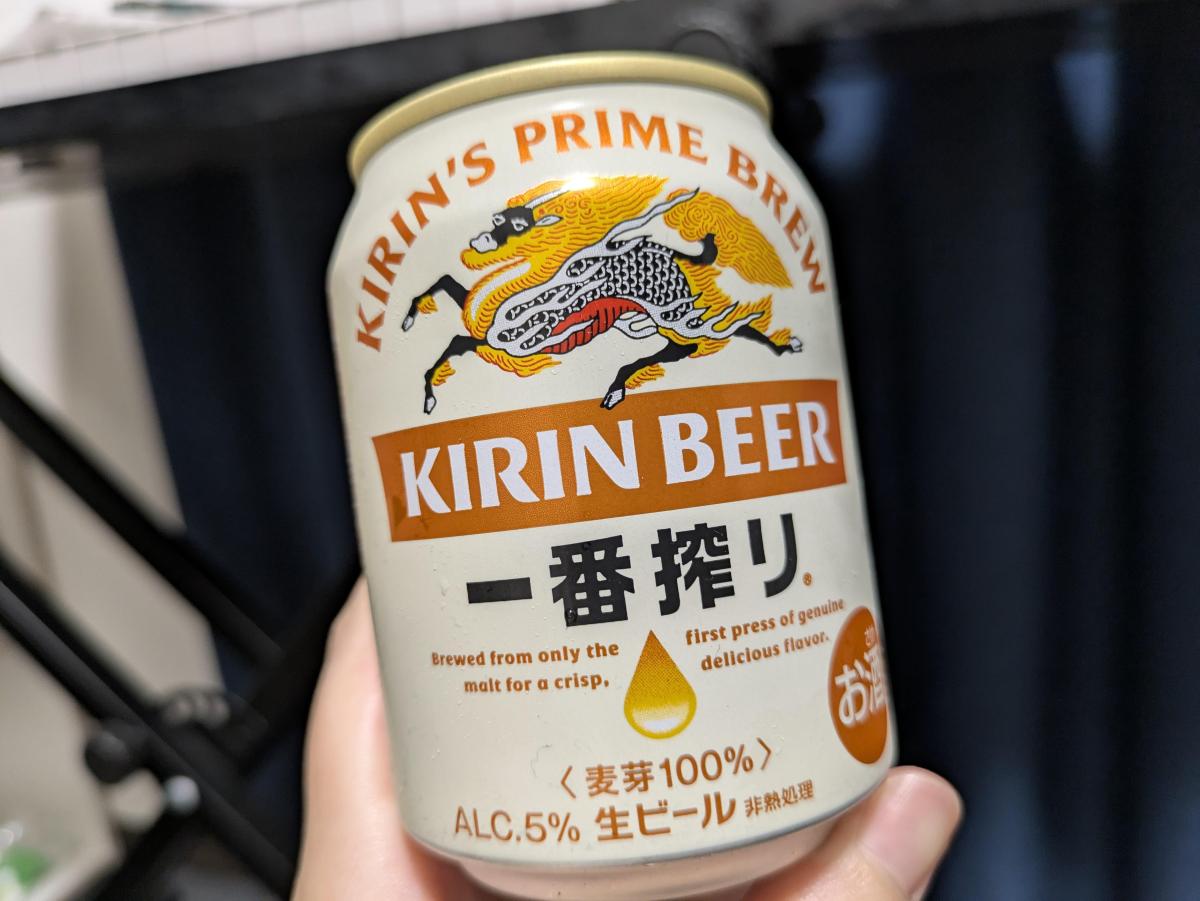 KIRIN'S PRIME BREW
KIRIN BEER
一番搾り®
Brewed from only the first press of genuine
malt for a crisp, delicious flavor.
さけ
お酒
〈麦芽100%〉
ALC.5% 生ビール 非熱処理